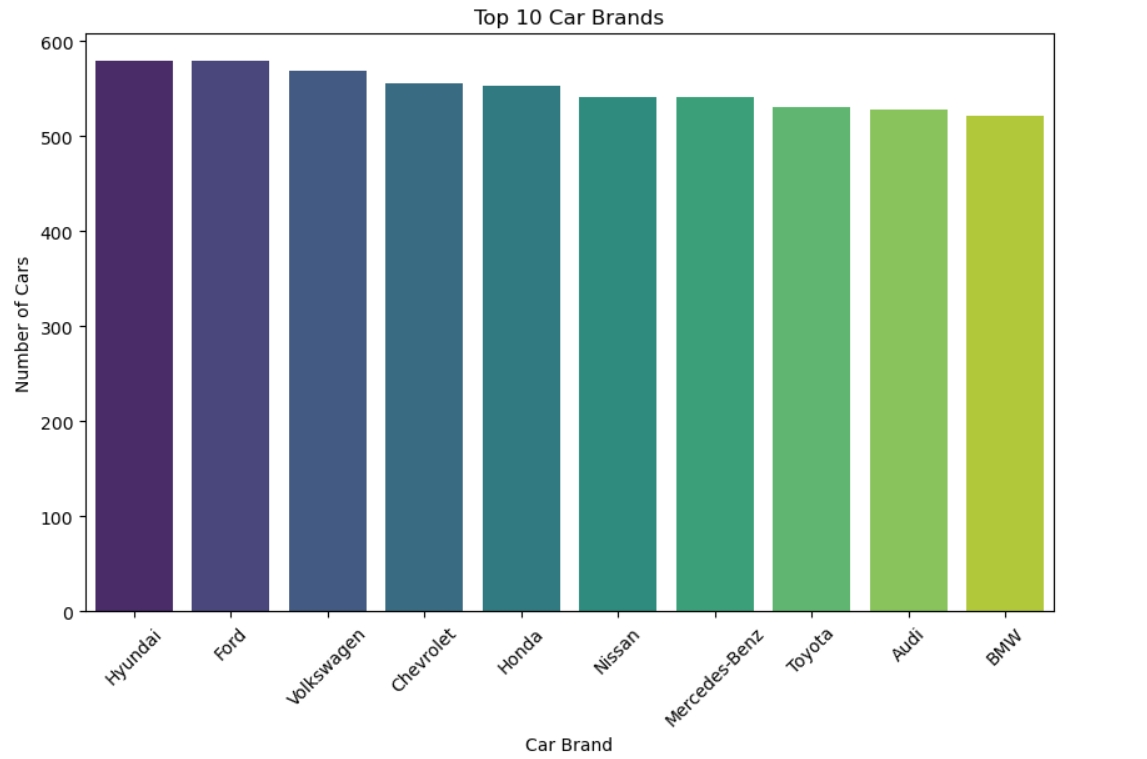 Top 10 Car Brands
600
500
400
300
200
100
0
Number of Cars
Hyundai
Ford
Volkswagen
Chevrolet
Honda
Nissan
Mercedes-Benz
Toyota
Audi
BMW
Car Brand